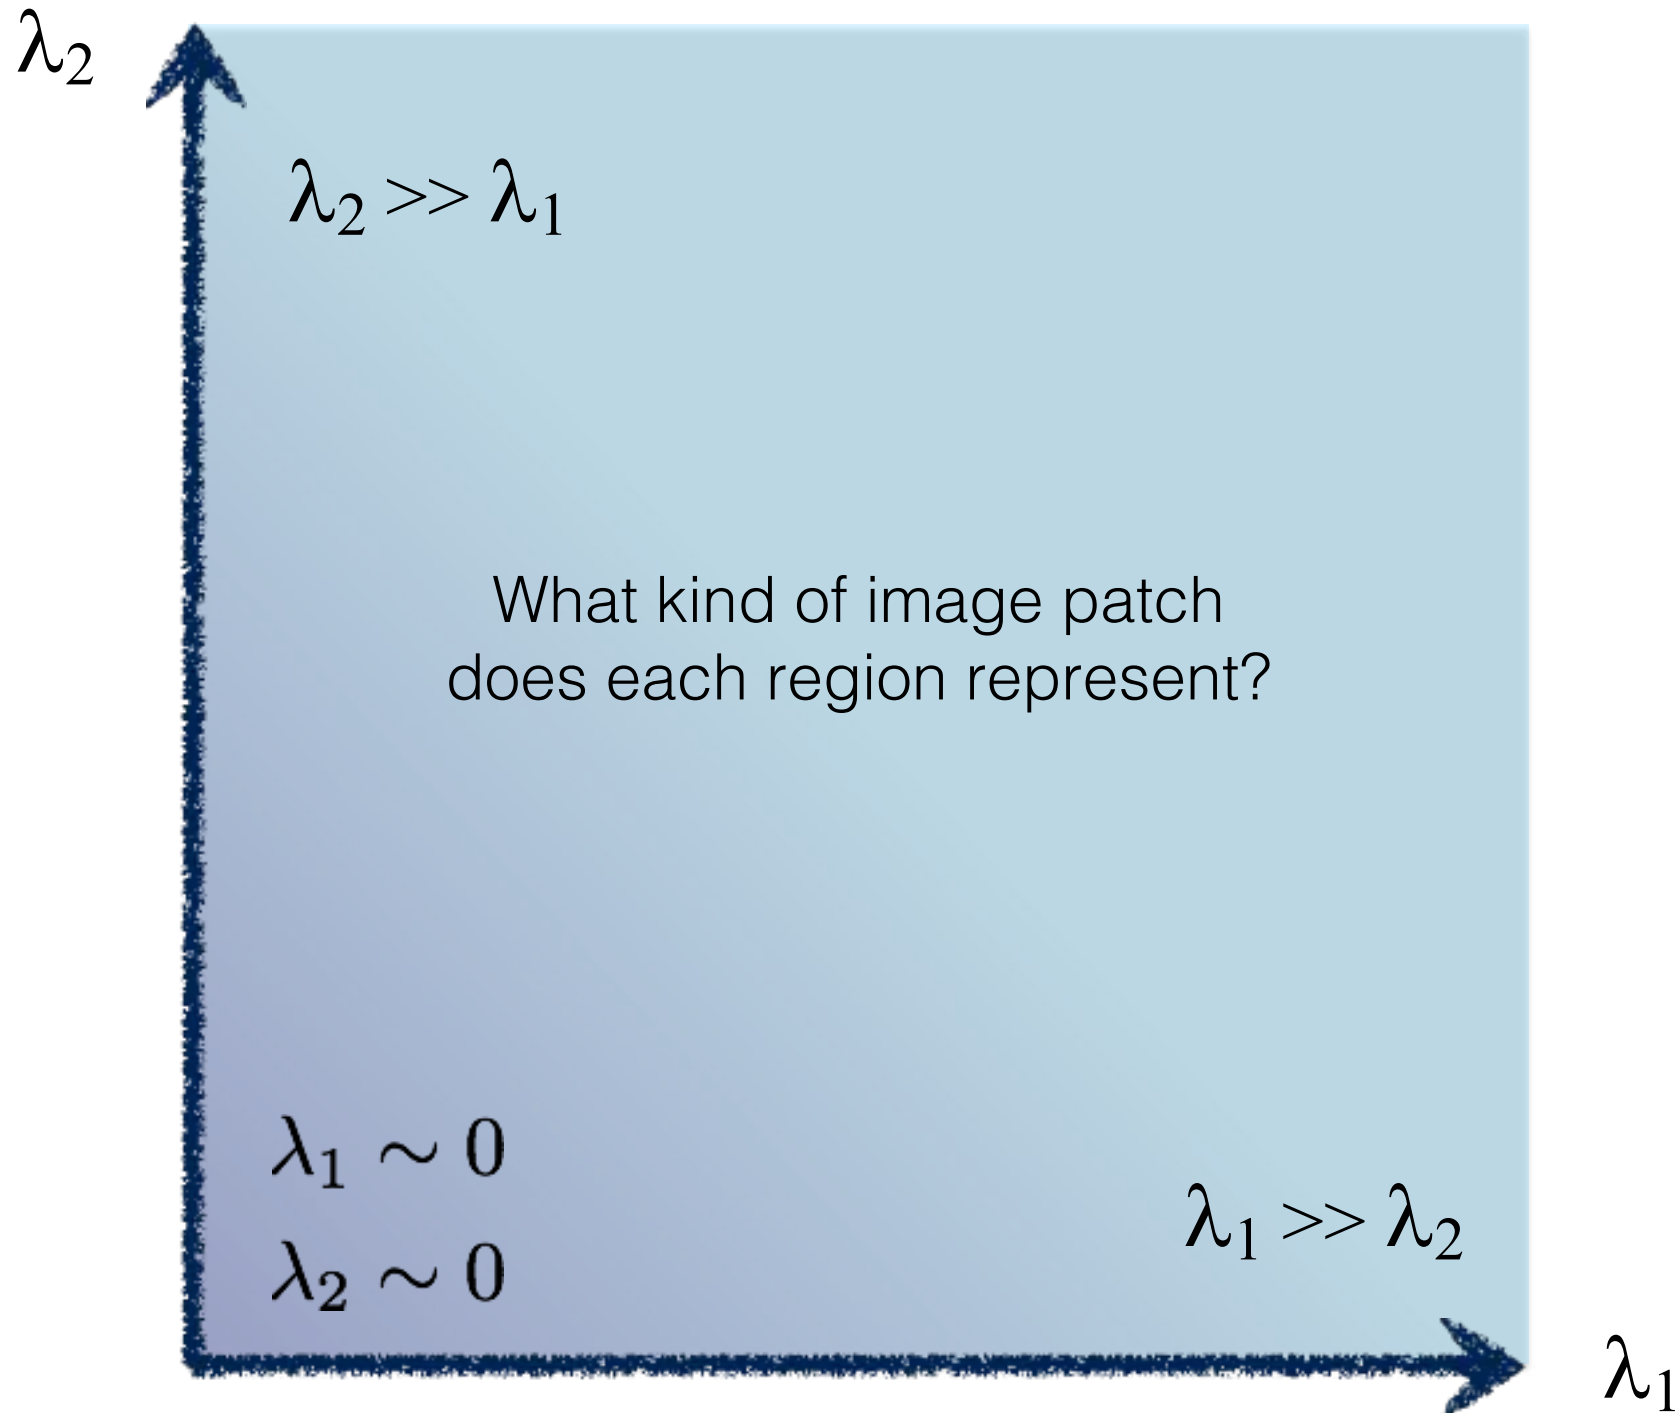 λ₂
λ₂ >> λ₁
What kind of image patch
does each region represent?
λ₁ ∼ 0
λ₁ >> λ₂
λ₂ ∼ 0
λ₁